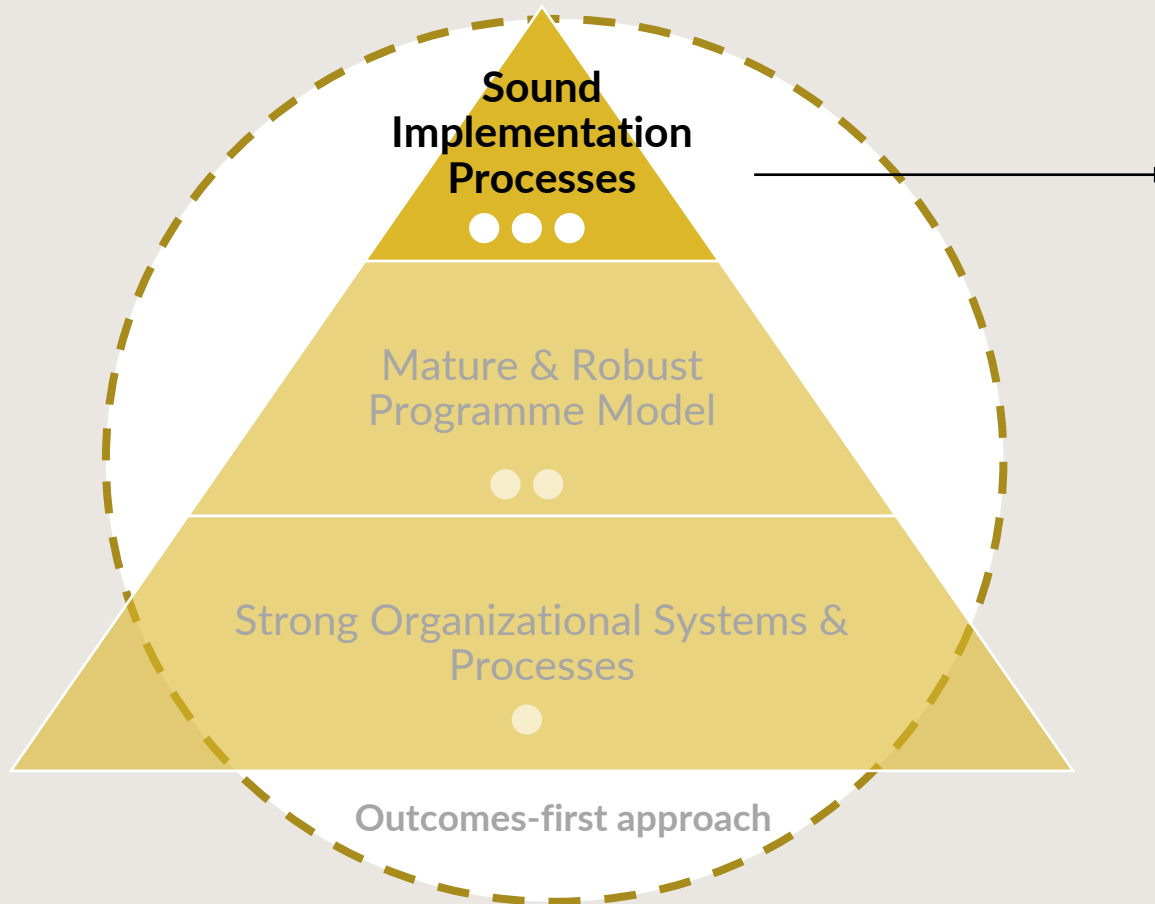 Sound
Implementation
Processes
Mature & Robust
Programme Model
Strong Organizational Systems &
Processes
Outcomes-first approach